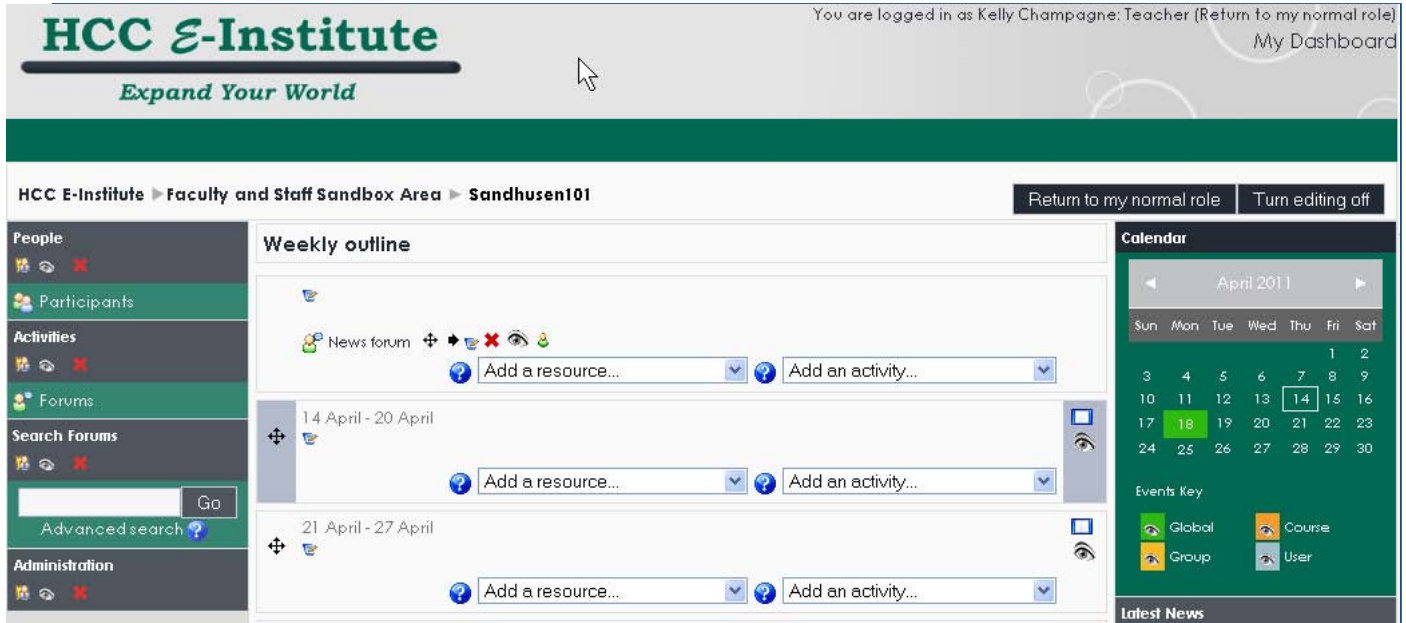 HCC E-Institute
Expand Your World
You are logged in as Kelly Champagne: Teacher (Return to my normal role)
My Dashboard
HCC E-Institute ▶ Faculty and Staff Sandbox Area ▶ Sandhusen101
Return to my normal role
Turn editing off
People
Participants
Activities
Forums
Search Forums
Go
Advanced search ?
Administration
Weekly outline
News forum
? Add a resource... ? Add an activity...
14 April - 20 April
? Add a resource... ? Add an activity...
21 April - 27 April
? Add a resource... ? Add an activity...
Calendar
◀ April 2011 ▶
Sun Mon Tue Wed Thu Fri Sat
1 2
3 4 5 6 7 8 9
10 11 12 13 14 15 16
17 18 19 20 21 22 23
24 25 26 27 28 29 30
Events Key
Global Course
Group User
Latest News